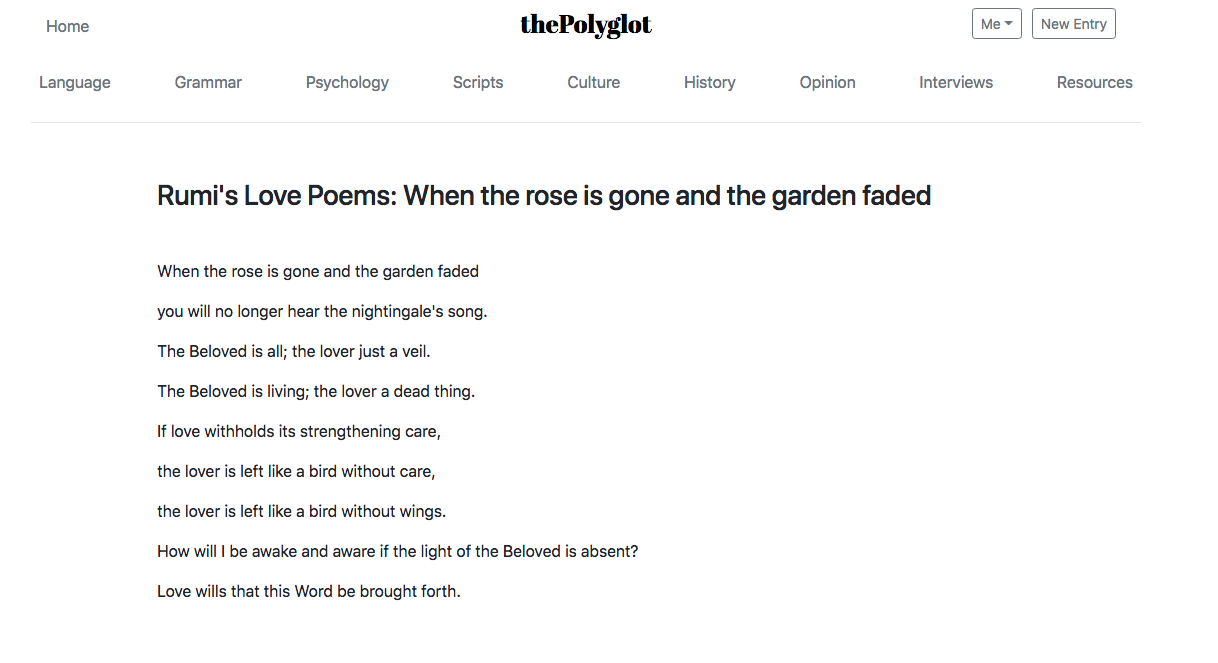 Home
thePolyglot
Me
New Entry
Language Grammar Psychology Scripts Culture History Opinion Interviews Resources
Rumi's Love Poems: When the rose is gone and the garden faded
When the rose is gone and the garden faded
you will no longer hear the nightingale's song.
The Beloved is all; the lover just a veil.
The Beloved is living; the lover a dead thing.
If love withholds its strengthening care,
the lover is left like a bird without care,
the lover is left like a bird without wings.
How will I be awake and aware if the light of the Beloved is absent?
Love wills that this Word be brought forth.